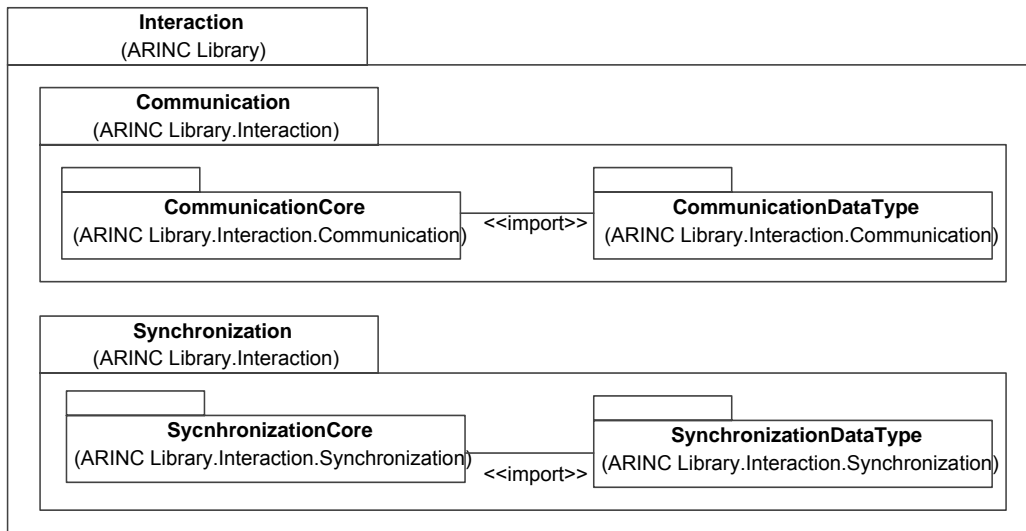 Interaction
(ARINC Library)
Communication
(ARINC Library.Interaction)
CommunicationCore
(ARINC Library.Interaction.Communication)
<<import>>
CommunicationDataType
(ARINC Library.Interaction.Communication)
Synchronization
(ARINC Library.Interaction)
SycnhronizationCore
(ARINC Library.Interaction.Synchronization)
<<import>>
SynchronizationDataType
(ARINC Library.Interaction.Synchronization)